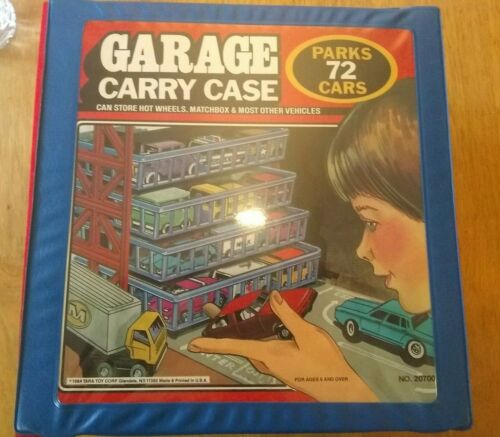 GARAGE
CARRY CASE
PARKS
72
CARS
CAN STORE HOT WHEELS, MATCHBOX & MOST OTHER VEHICLES
M
©1984 TARA TOY CORP. Glendale, NY 11385 Made & Printed in U.S.A.
FOR AGES 5 AND OVER
NO. 20700